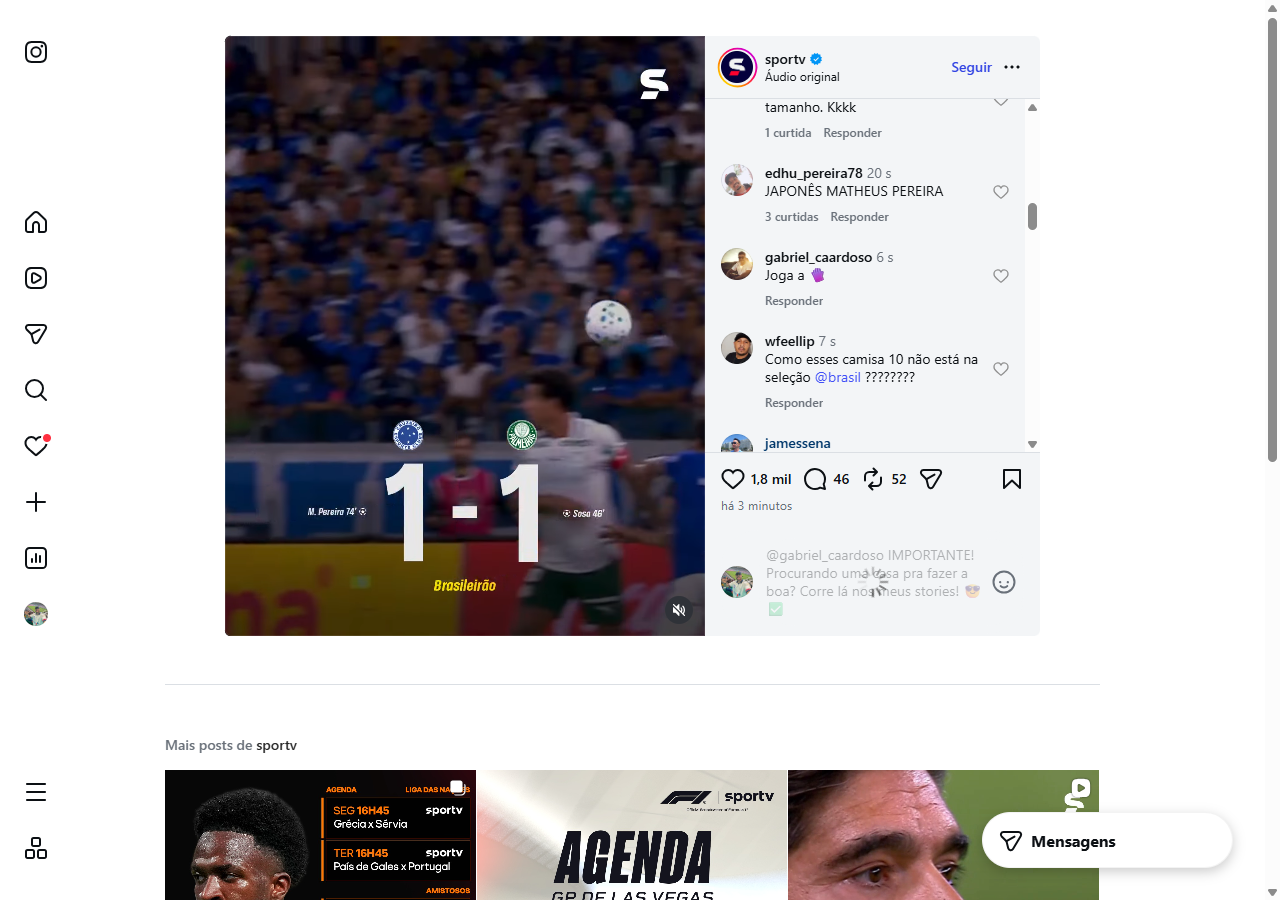 sportv
Áudio original
Seguir
tamanho. Kkkk
1 curtida Responder
edhu_pereira78 20 s
JAPONÊS MATHEUS PEREIRA
3 curtidas Responder
gabriel_caardoso 6 s
Joga a
Responder
wfeellip 7 s
Como esses camisa 10 não está na
seleção @brasil ????????
Responder
jamessena
1,8 mil 46 52
há 3 minutos
@gabriel_caardoso IMPORTANTE!
Procurando uma casa pra fazer a
boa? Corre lá nos meus stories! 😎
✅
PALMEIRAS
1 - 1
M. Pereira 74' Sosa 46'
Brasileirão
Mais posts de sportv
AGENDA LIGA DAS NAÇÕES
SEG 16H45 sportv
Grécia x Sérvia
TER 16H45 sportv
País de Gales x Portugal
AMISTOSOS
F1 sportv
AGENDA
GP DE LAS VEGAS
Mensagens